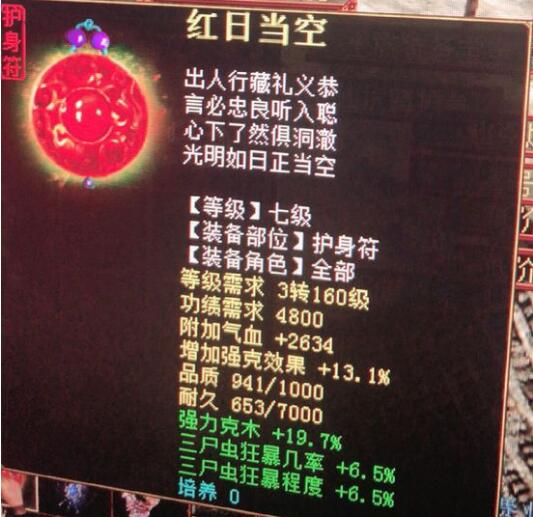 护身符
红日当空
出人行藏礼义恭
言必忠良听入聪
心下了然俱洞澈
光明如日正当空
【等级】七级
【装备部位】护身符
【装备角色】全部
等级需求 3转160级
功绩需求 4800
附加气血 +2634
增加强克效果 +13.1%
品质 941/1000
耐久 653/7000
强力克木 +19.7%
三尸虫狂暴几率 +6.5%
三尸虫狂暴程度 +6.5%
培养 0